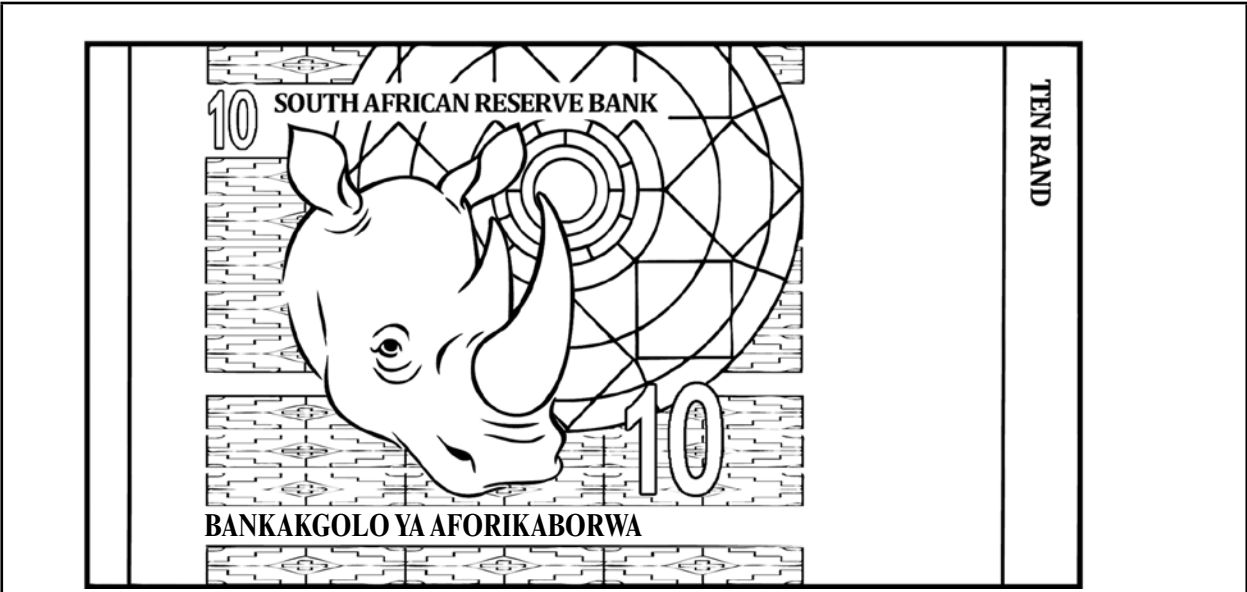 10
SOUTH AFRICAN RESERVE BANK
TEN RAND
10
BANKAKGOLO YA AFORIKABORWA